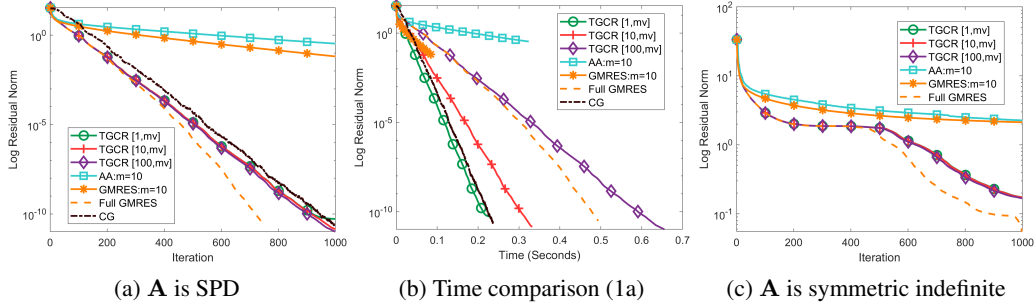 Log Residual Norm
10^0
10^-5
10^-10
TGCR [1,mv]
TGCR [10,mv]
TGCR [100,mv]
AA:m=10
GMRES:m=10
Full GMRES
CG
0 200 400 600 800 1000
Iteration
(a) A is SPD
Log Residual Norm
10^0
10^-5
10^-10
TGCR [1,mv]
TGCR [10,mv]
TGCR [100,mv]
AA:m=10
GMRES:m=10
Full GMRES
CG
0 0.1 0.2 0.3 0.4 0.5 0.6 0.7
Time (Seconds)
(b) Time comparison (1a)
Log Residual Norm
10^1
10^0
10^-1
TGCR [1,mv]
TGCR [10,mv]
TGCR [100,mv]
AA:m=10
GMRES:m=10
Full GMRES
0 200 400 600 800 1000
Iteration
(c) A is symmetric indefinite